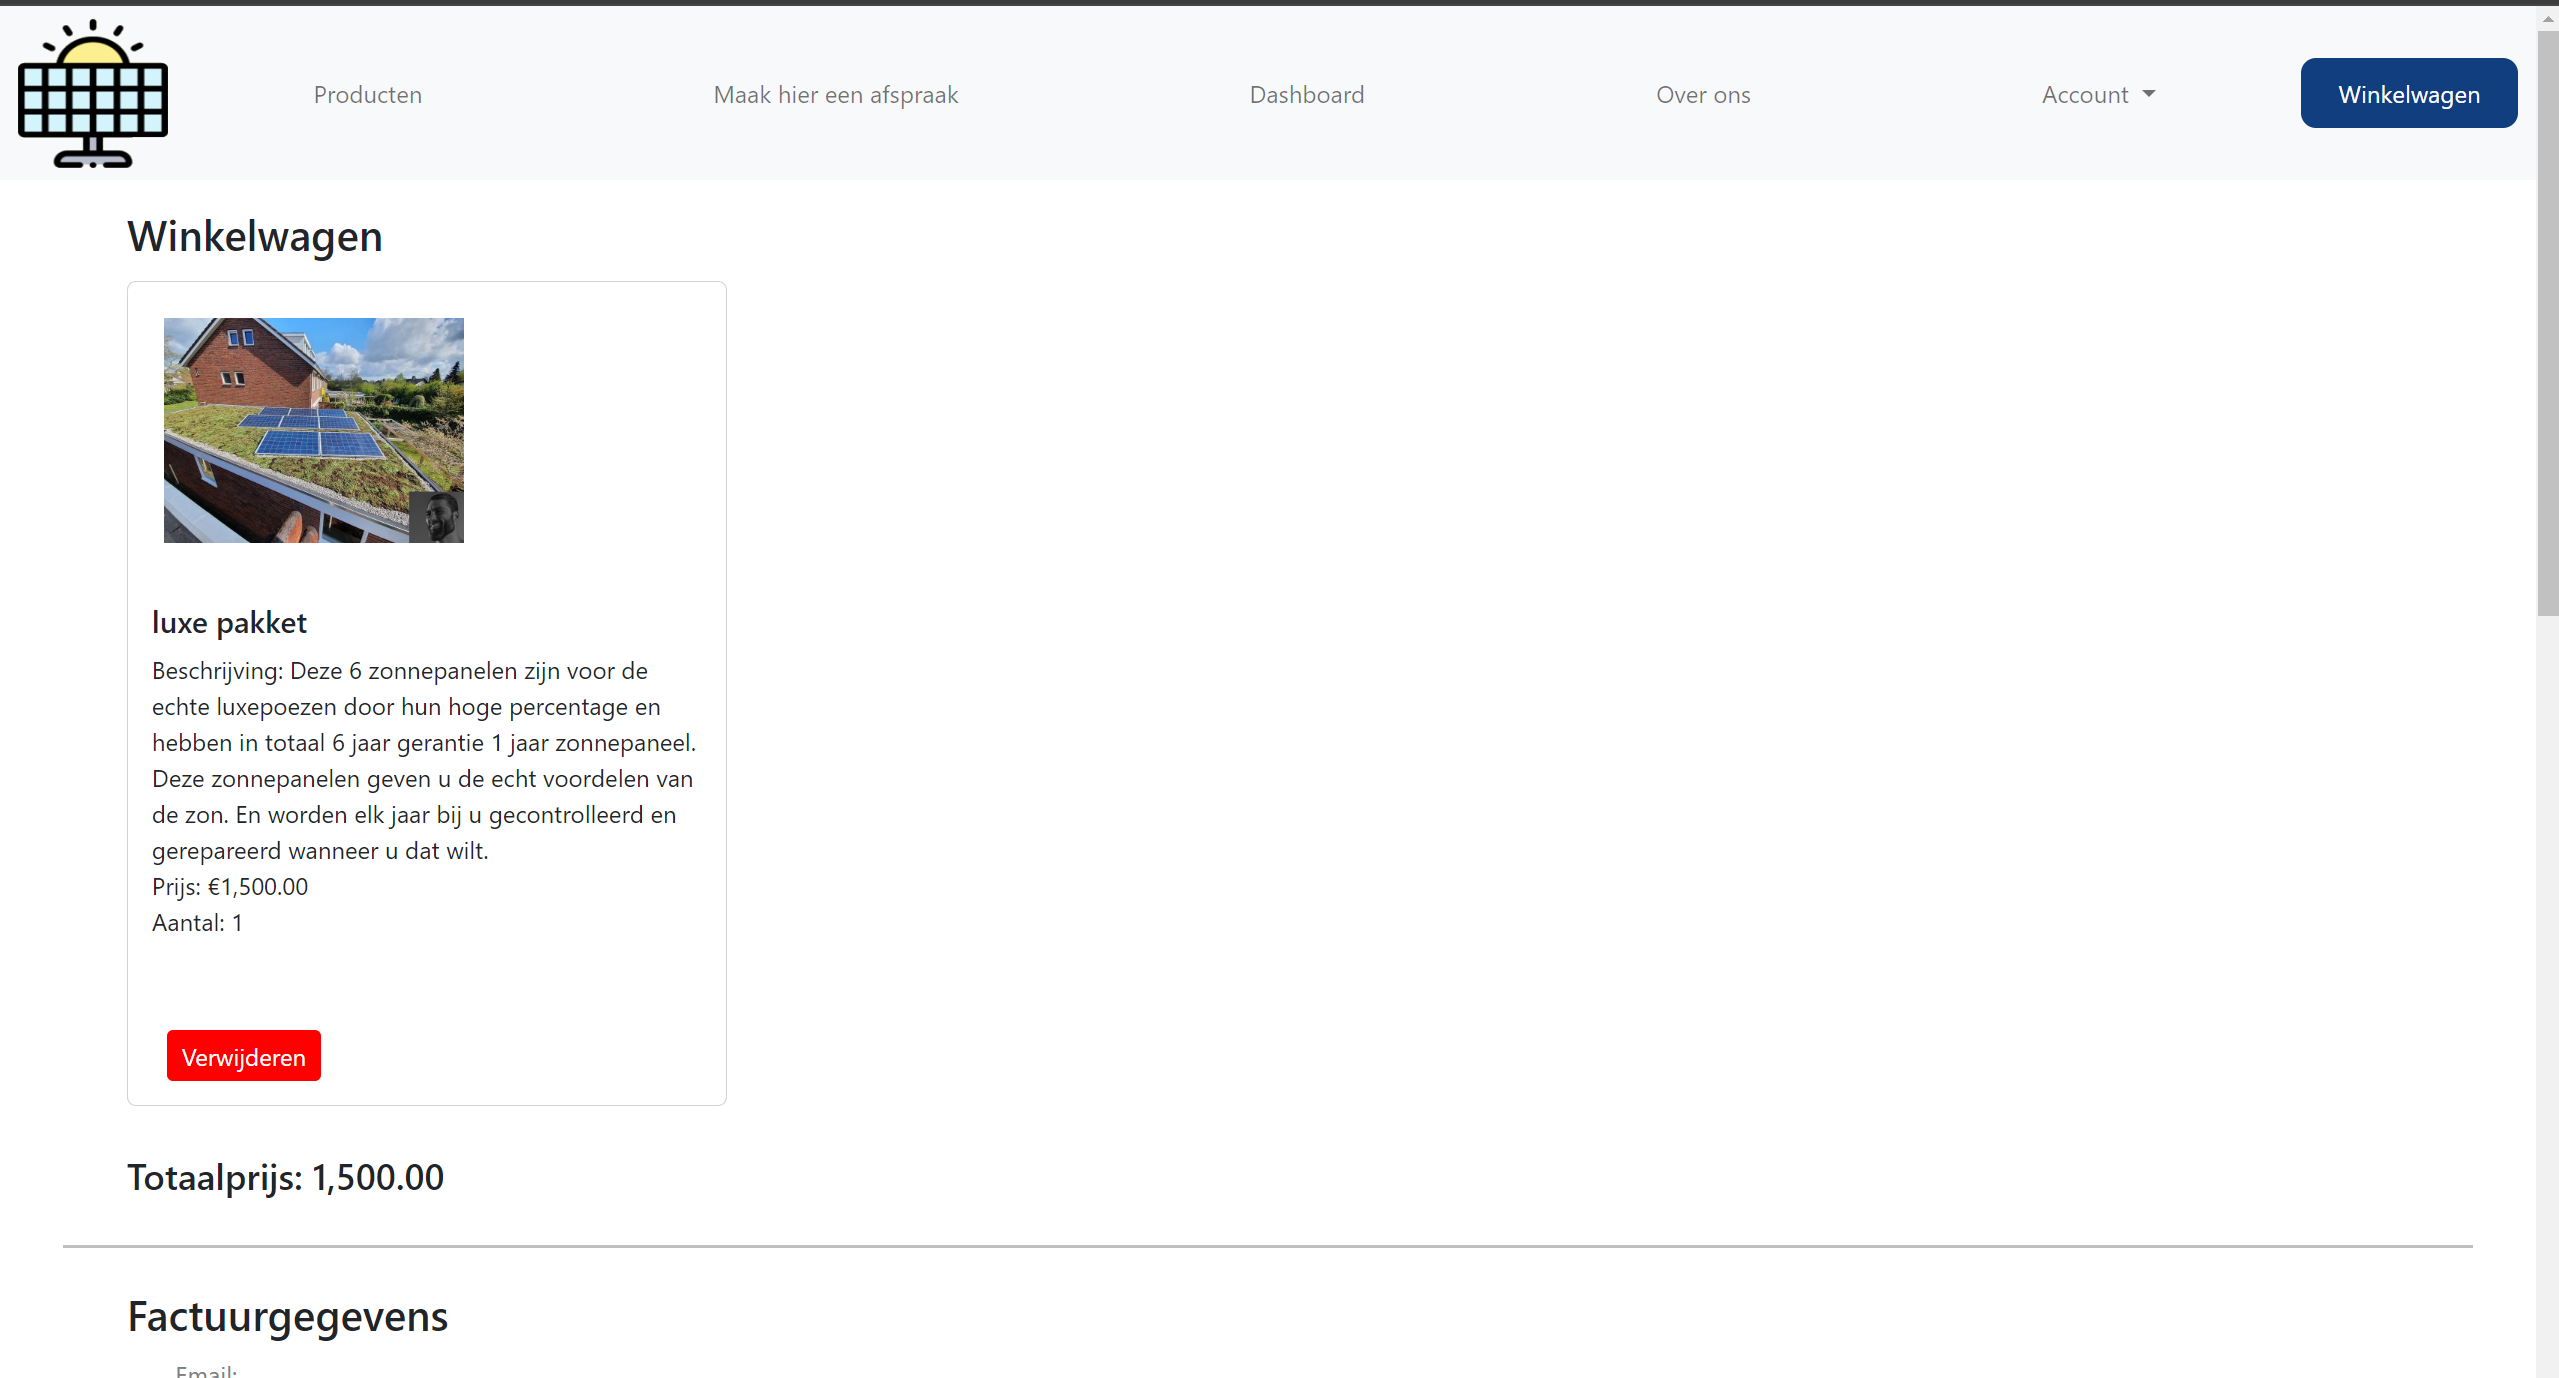 Producten
Maak hier een afspraak
Dashboard
Over ons
Account
Winkelwagen
Winkelwagen
luxe pakket
Beschrijving: Deze 6 zonnepanelen zijn voor de
echte luxepoezen door hun hoge percentage en
hebben in totaal 6 jaar gerantie 1 jaar zonnepaneel.
Deze zonnepanelen geven u de echt voordelen van
de zon. En worden elk jaar bij u gecontrolleerd en
gerepareerd wanneer u dat wilt.
Prijs: €1,500.00
Aantal: 1
Verwijderen
Totaalprijs: 1,500.00
Factuurgegevens
Email: